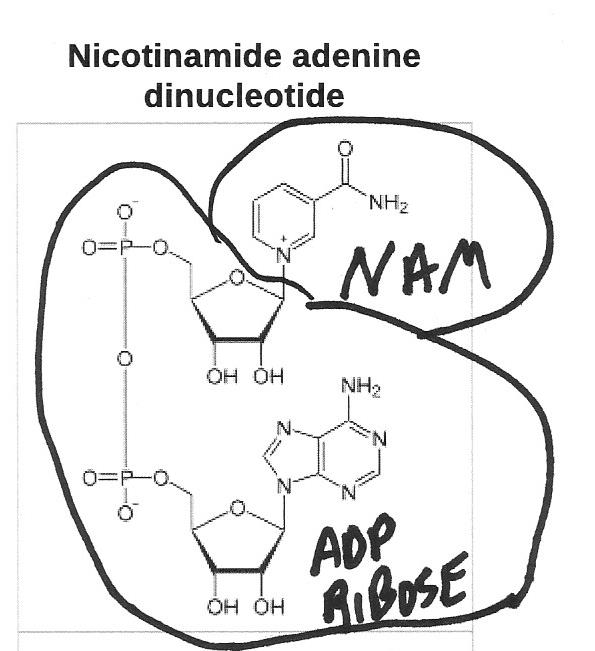 Nicotinamide adenine
dinucleotide
O
NH₂
N⁺
NAM
O⁻
O=P—O
O
OH OH
O
NH₂
N
N
N
N
O=P—O
O⁻
O
OH OH
ADP
RIBOSE